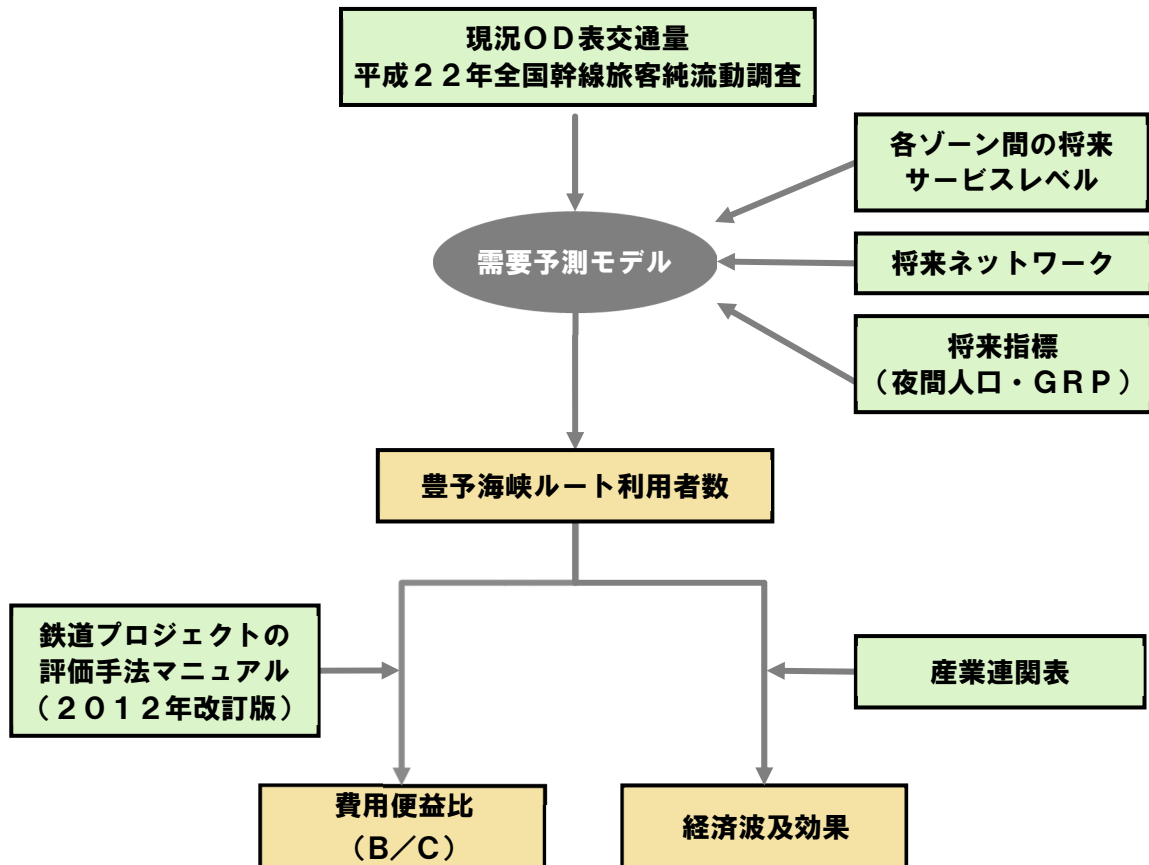 現況ＯＤ表交通量
平成２２年全国幹線旅客純流動調査
各ゾーン間の将来
サービスレベル
需要予測モデル
将来ネットワーク
将来指標
（夜間人口・ＧＲＰ）
豊予海峡ルート利用者数
鉄道プロジェクトの
評価手法マニュアル
（２０１２年改訂版）
産業連関表
費用便益比
（Ｂ／Ｃ）
経済波及効果